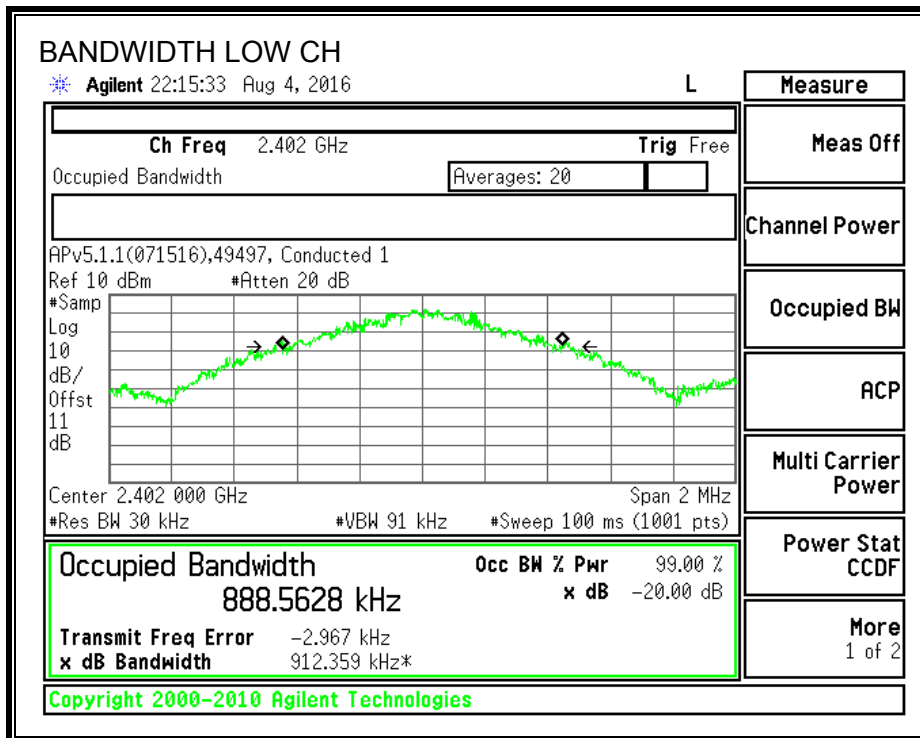 BANDWIDTH LOW CH
Agilent 22:15:33 Aug 4, 2016 L
Measure
Ch Freq 2.402 GHz Trig Free
Meas Off
Occupied Bandwidth Averages: 20
Channel Power
APv5.1.1(071516),49497, Conducted 1
Ref 10 dBm #Atten 20 dB
#Samp
Log
10
dB/
Offst
11
dB
Occupied BW
ACP
Multi Carrier
Power
Center 2.402 000 GHz Span 2 MHz
#Res BW 30 kHz #VBW 91 kHz #Sweep 100 ms (1001 pts)
Power Stat
CCDF
Occupied Bandwidth Occ BW % Pwr 99.00 %
888.5628 kHz x dB -20.00 dB
Transmit Freq Error -2.967 kHz
x dB Bandwidth 912.359 kHz*
More
1 of 2
Copyright 2000-2010 Agilent Technologies